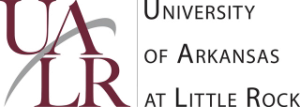 UALR
UNIVERSITY
OF ARKANSAS
AT LITTLE ROCK